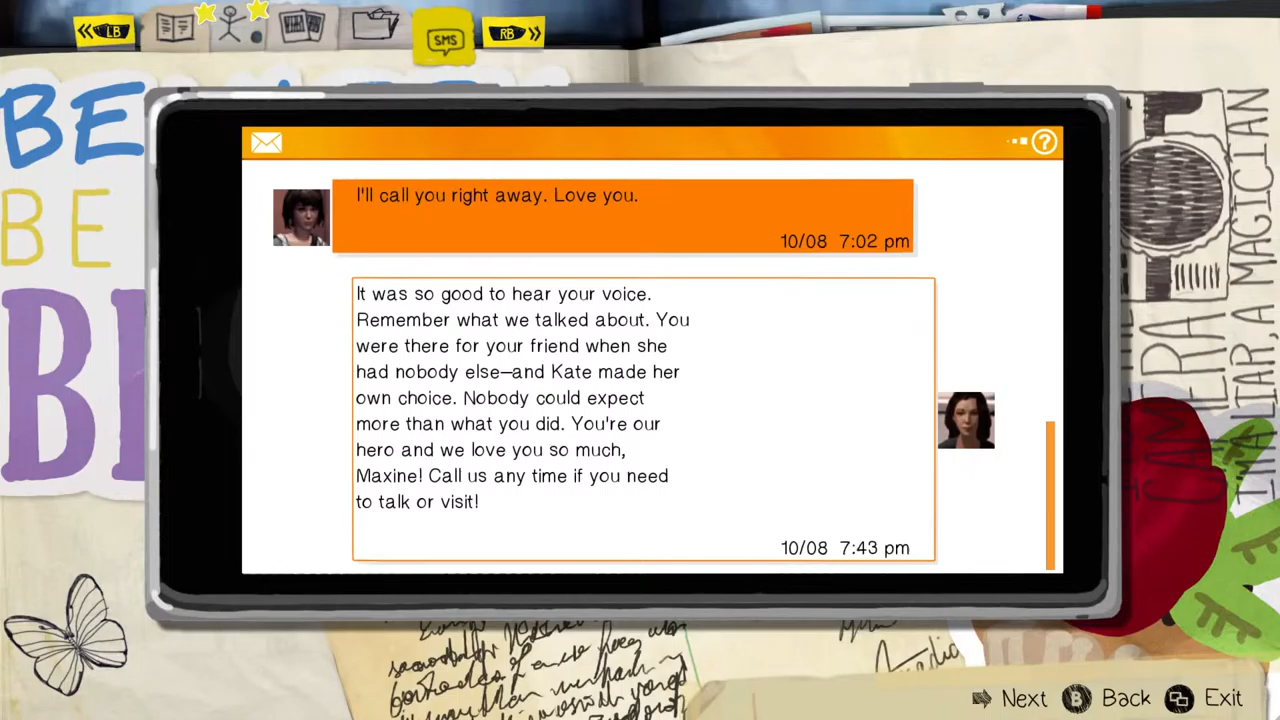 LB
SMS
RB
BE
BE
I'll call you right away. Love you.
10/08 7:02 pm
It was so good to hear your voice.
Remember what we talked about. You
were there for your friend when she
had nobody else—and Kate made her
own choice. Nobody could expect
more than what you did. You're our
hero and we love you so much,
Maxine! Call us any time if you need
to talk or visit!
10/08 7:43 pm
MAGICIAN
Next
B Back
Exit